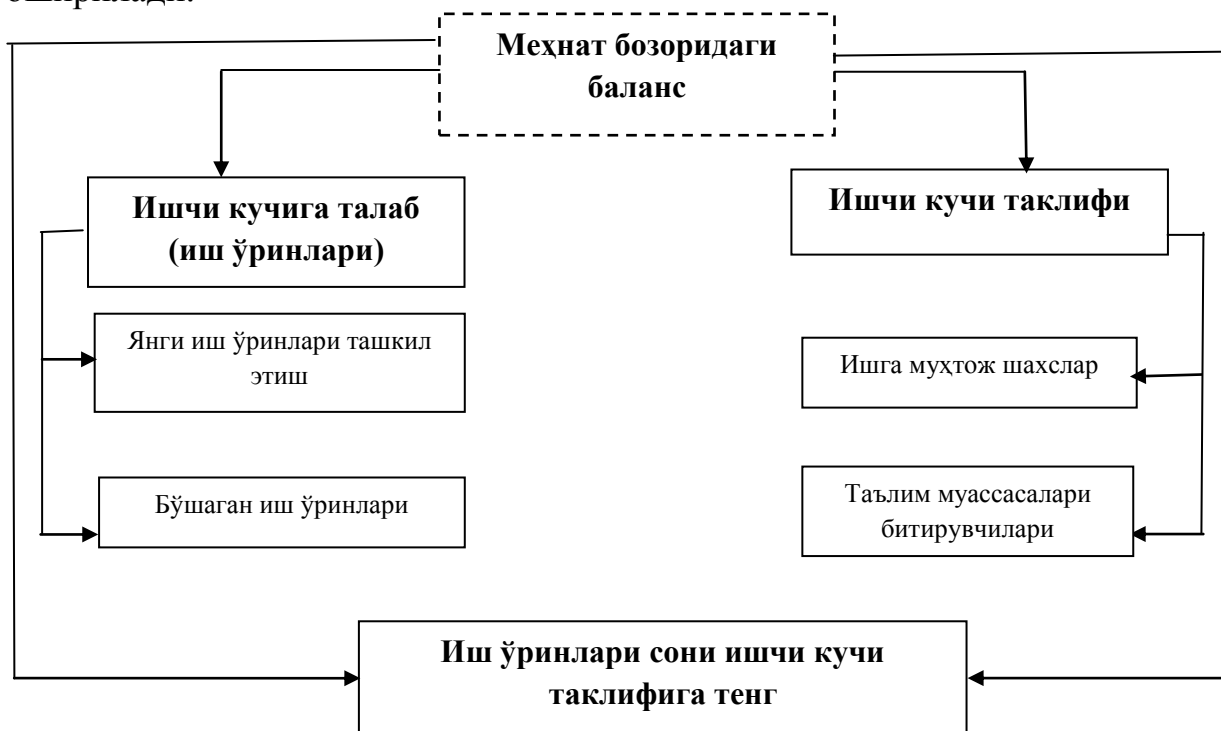 оширилади.
Меҳнат бозоридаги
баланс
Ишчи кучига талаб
(иш ўринлари)
Ишчи кучи таклифи
Янги иш ўринлари ташкил
этиш
Ишга муҳтож шахслар
Бўшаган иш ўринлари
Таълим муассасалари
битирувчилари
Иш ўринлари сони ишчи кучи
таклифига тенг